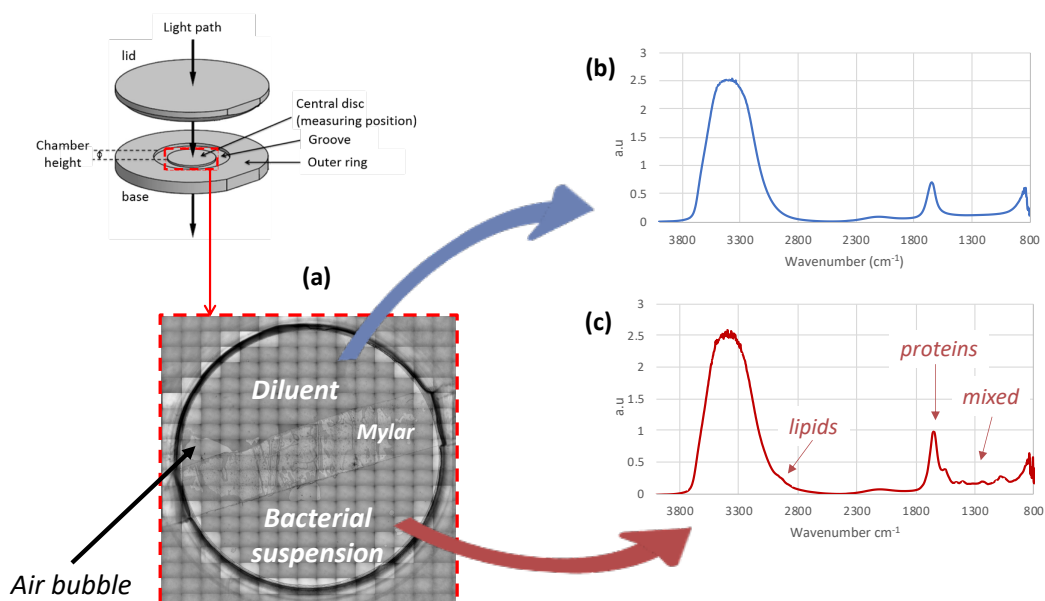 Light path
lid
Central disc
(measuring position)
Groove
Chamber
height
Outer ring
base
(a)
Diluent
Mylar
Bacterial
suspension
Air bubble
(b)
3
2.5
2
1.5
1
0.5
0
a.u
3800 3300 2800 2300 1800 1300 800
Wavenumber (cm-1)
(c)
3
2.5
2
1.5
1
0.5
0
a.u
proteins
mixed
lipids
3800 3300 2800 2300 1800 1300 800
Wavenumber cm-1